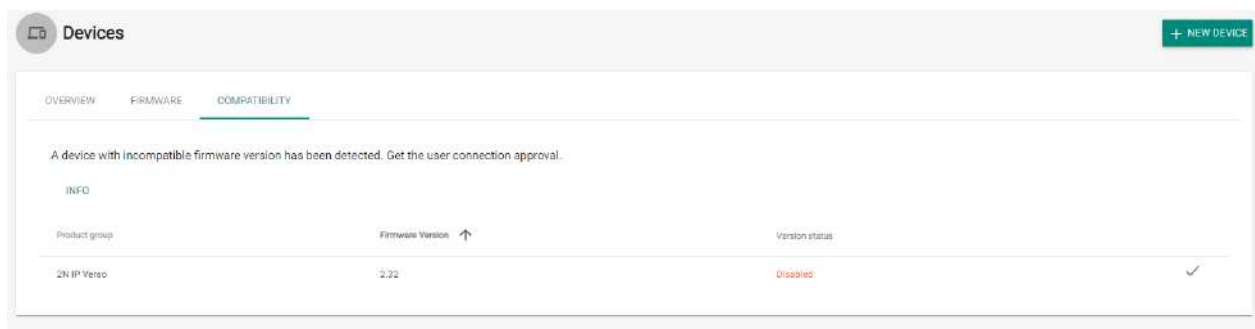 Devices
+ NEW DEVICE
OVERVIEW FIRMWARE COMPATIBILITY
A device with incompatible firmware version has been detected. Get the user connection approval.
INFO
Product group Firmware Version Version status
2N IP Verso 2.32 Disabled